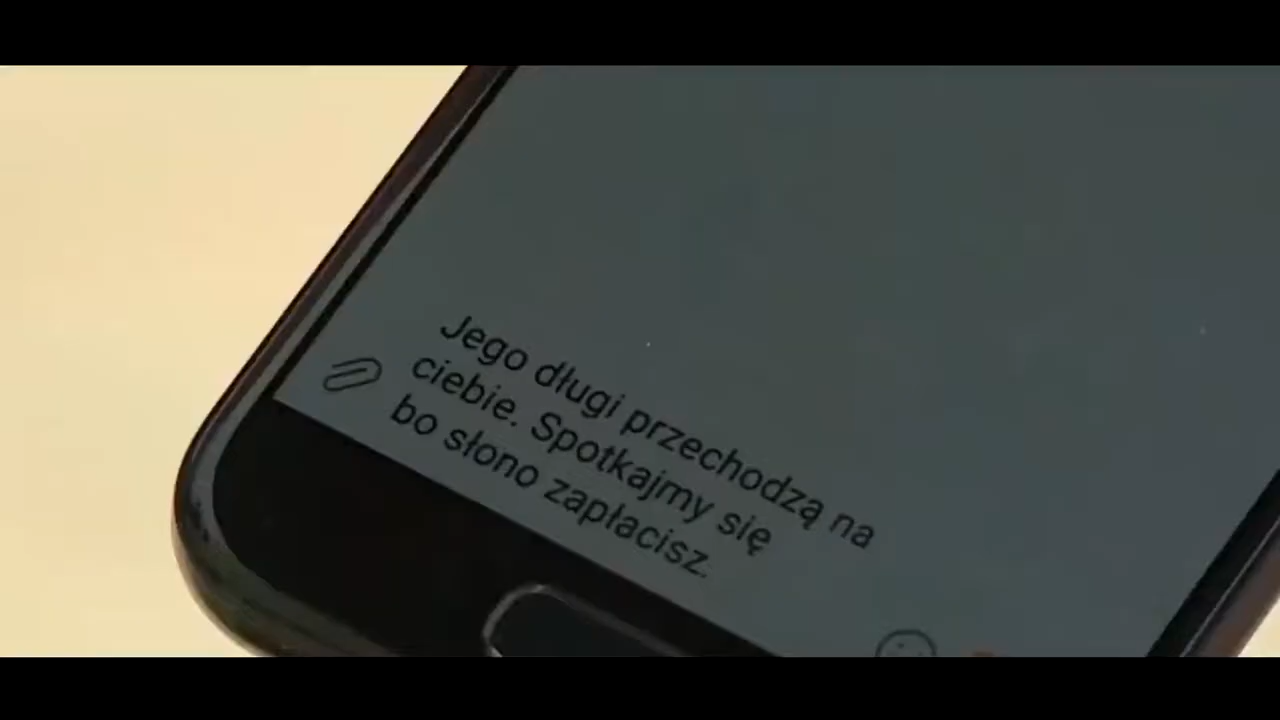 Jego długi przechodzą na
ciebie. Spotkajmy się
bo słono zapłacisz.